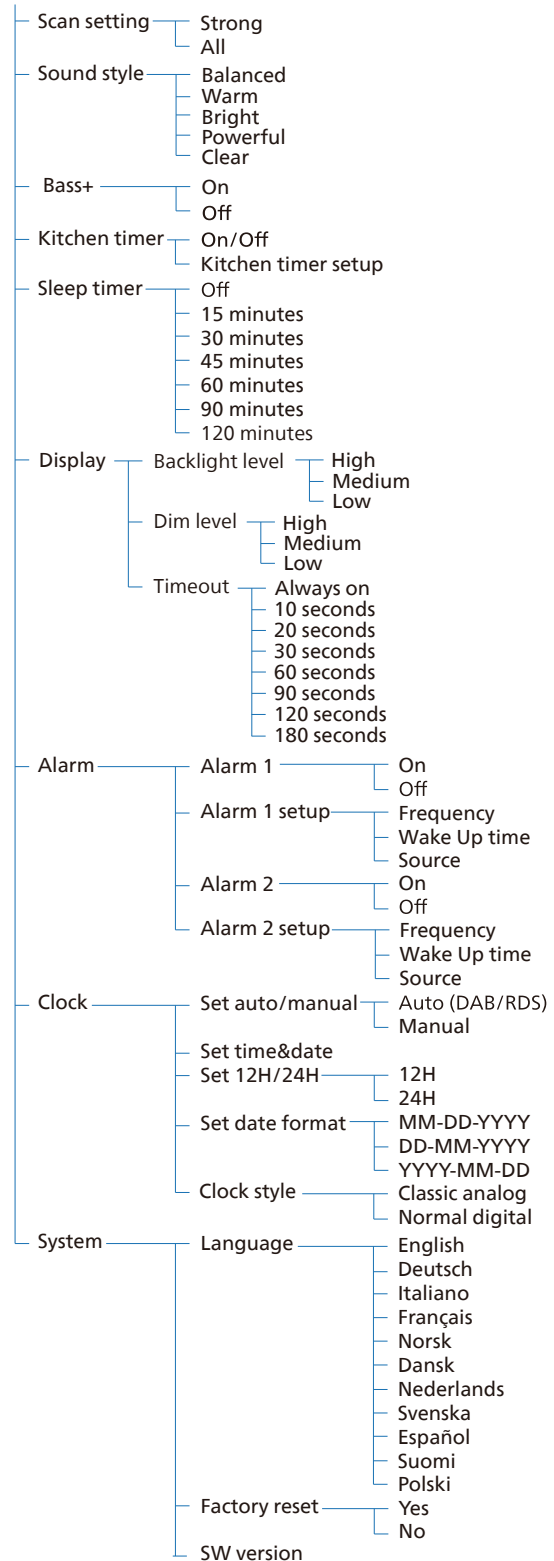 Scan setting Strong
All
Sound style Balanced
Warm
Bright
Powerful
Clear
Bass+ On
Off
Kitchen timer On/Off
Kitchen timer setup
Sleep timer Off
15 minutes
30 minutes
45 minutes
60 minutes
90 minutes
120 minutes
Display Backlight level High
Medium
Low
Dim level High
Medium
Low
Timeout Always on
10 seconds
20 seconds
30 seconds
60 seconds
90 seconds
120 seconds
180 seconds
Alarm Alarm 1 On
Off
Alarm 1 setup Frequency
Wake Up time
Source
Alarm 2 On
Off
Alarm 2 setup Frequency
Wake Up time
Source
Clock Set auto/manual Auto (DAB/RDS)
Manual
Set time&date
Set 12H/24H 12H
24H
Set date format MM-DD-YYYY
DD-MM-YYYY
YYYY-MM-DD
Clock style Classic analog
Normal digital
System Language English
Deutsch
Italiano
Français
Norsk
Dansk
Nederlands
Svenska
Español
Suomi
Polski
Factory reset Yes
No
SW version